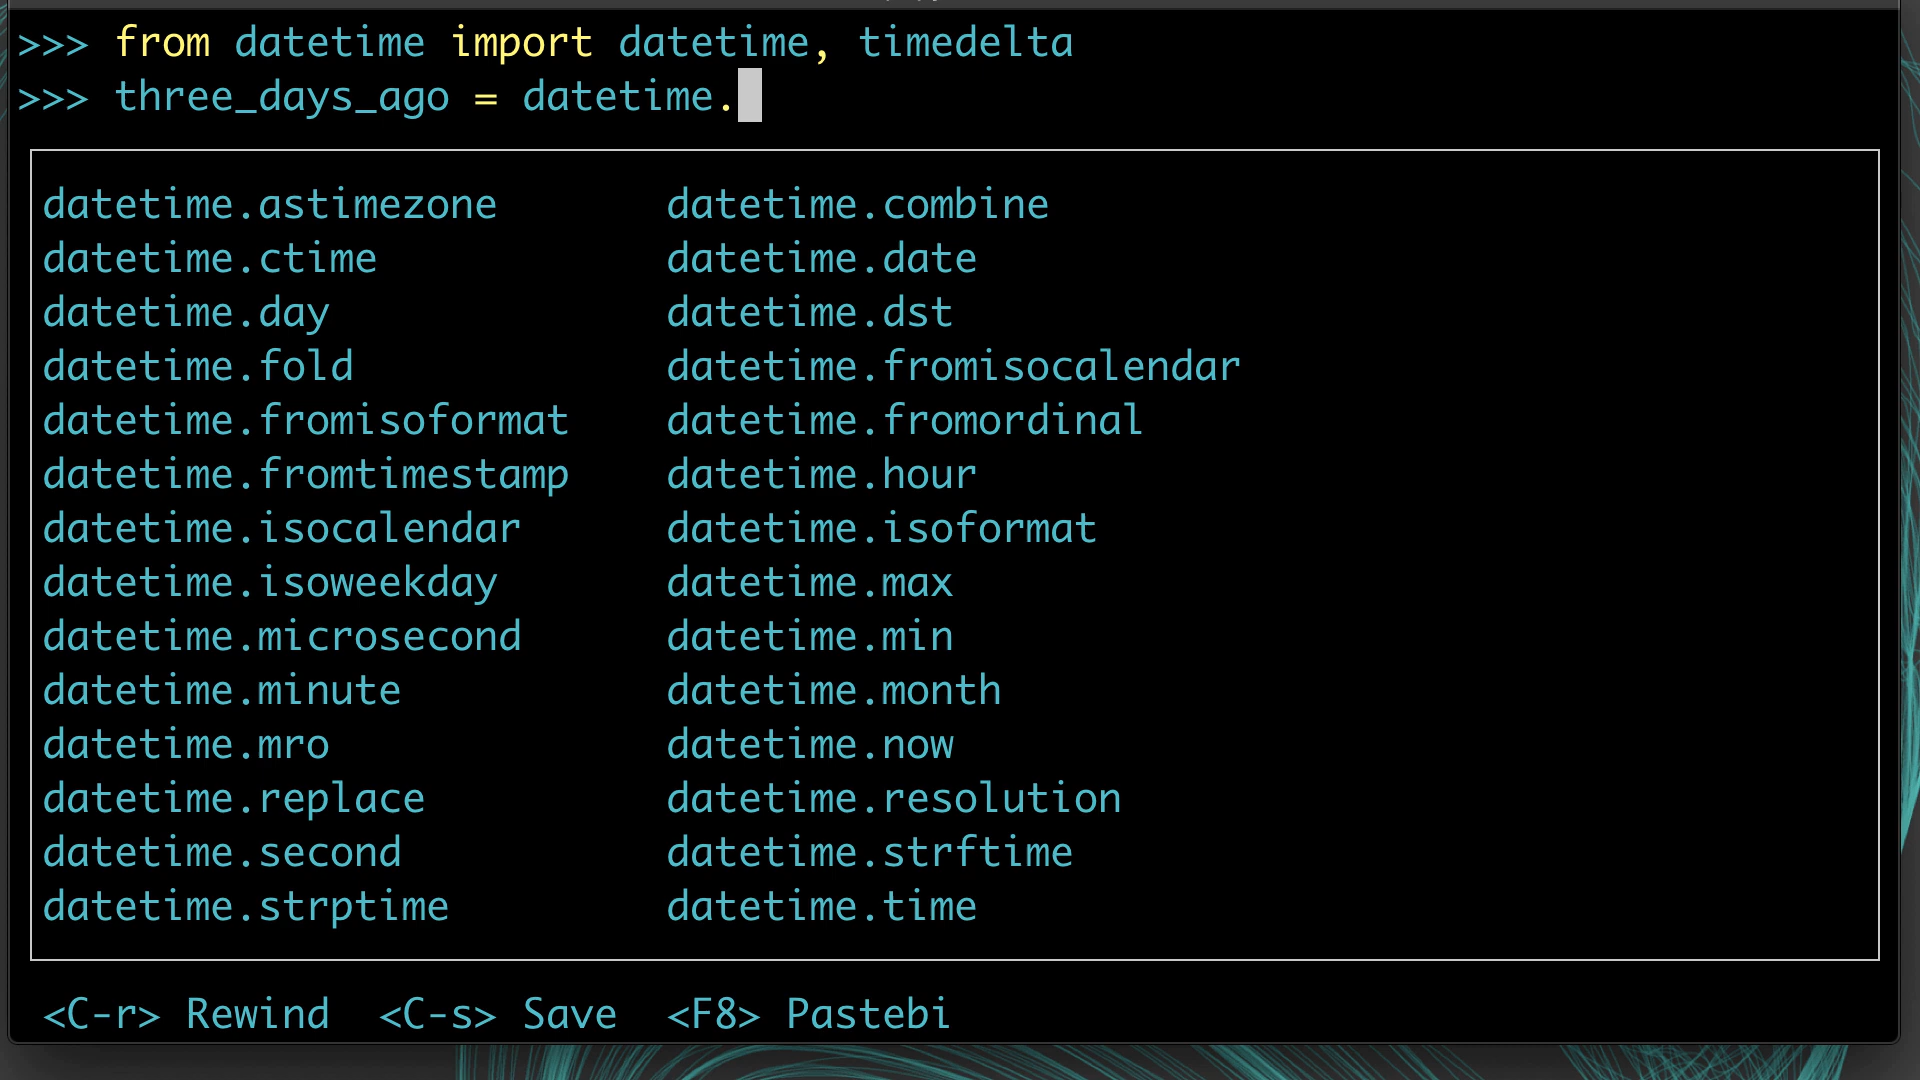 >>> from datetime import datetime, timedelta
>>> three_days_ago = datetime.
datetime.astimezone datetime.combine
datetime.ctime datetime.date
datetime.day datetime.dst
datetime.fold datetime.fromisocalendar
datetime.fromisoformat datetime.fromordinal
datetime.fromtimestamp datetime.hour
datetime.isocalendar datetime.isoformat
datetime.isoweekday datetime.max
datetime.microsecond datetime.min
datetime.minute datetime.month
datetime.mro datetime.now
datetime.replace datetime.resolution
datetime.second datetime.strftime
datetime.strptime datetime.time
<C-r> Rewind <C-s> Save <F8> Pastebi